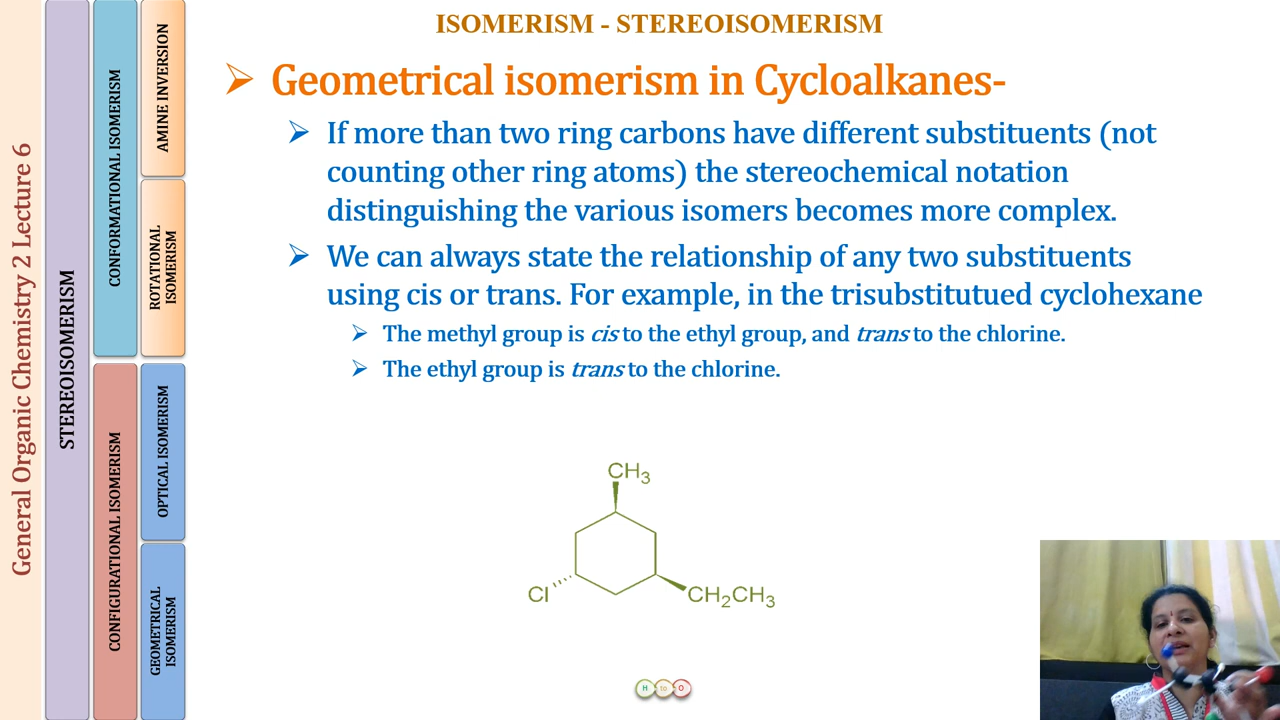 General Organic Chemistry 2 Lecture 6
STEREOISOMERISM
CONFORMATIONAL ISOMERISM
CONFIGURATIONAL ISOMERISM
AMINE INVERSION
ROTATIONAL
ISOMERISM
OPTICAL ISOMERISM
GEOMETRICAL
ISOMERISM
ISOMERISM - STEREOISOMERISM
Geometrical isomerism in Cycloalkanes-
If more than two ring carbons have different substituents (not
counting other ring atoms) the stereochemical notation
distinguishing the various isomers becomes more complex.
We can always state the relationship of any two substituents
using cis or trans. For example, in the trisubstitutued cyclohexane
The methyl group is cis to the ethyl group, and trans to the chlorine.
The ethyl group is trans to the chlorine.
CH₃
Cl
CH₂CH₃
H to O